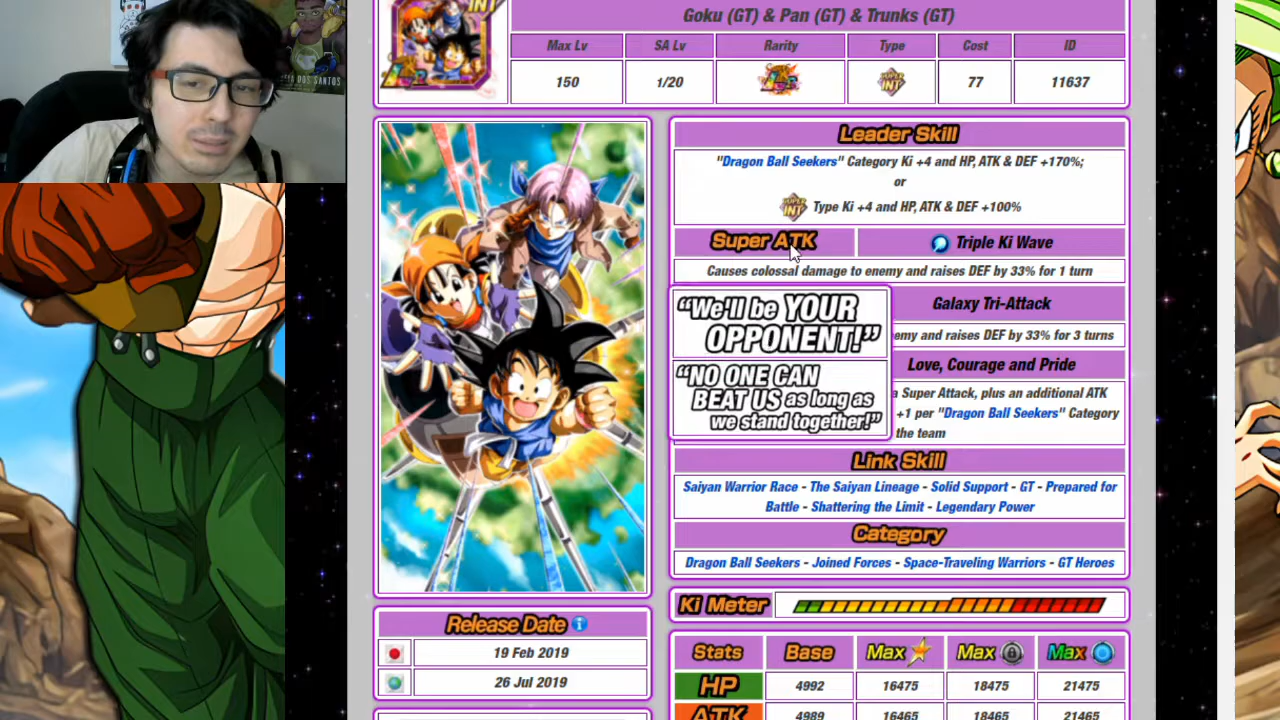 INT
Goku (GT) & Pan (GT) & Trunks (GT)
Max Lv SA Lv Rarity Type Cost ID
150 1/20 LR SUPER INT 77 11637
LR
Leader Skill
"Dragon Ball Seekers" Category Ki +4 and HP, ATK & DEF +170%;
or
SUPER INT Type Ki +4 and HP, ATK & DEF +100%
Super ATK Triple Ki Wave
Causes colossal damage to enemy and raises DEF by 33% for 1 turn
Galaxy Tri-Attack
emy and raises DEF by 33% for 3 turns
Love, Courage and Pride
a Super Attack, plus an additional ATK
+1 per "Dragon Ball Seekers" Category
the team
“We'll be YOUR
OPPONENT!”
“NO ONE CAN
BEAT US as long as
we stand together!”
Link Skill
Saiyan Warrior Race - The Saiyan Lineage - Solid Support - GT - Prepared for
Battle - Shattering the Limit - Legendary Power
Category
Dragon Ball Seekers - Joined Forces - Space-Traveling Warriors - GT Heroes
Ki Meter
Release Date i
19 Feb 2019
26 Jul 2019
Stats Base Max Max Max
HP 4992 16475 18475 21475
ATK 4989 16465 18465 21465